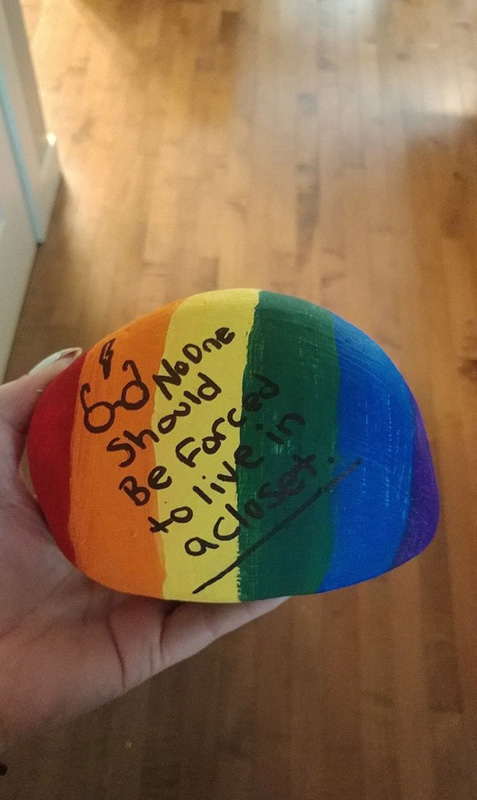 No One
Should
Be Forced
to live in
a closet.